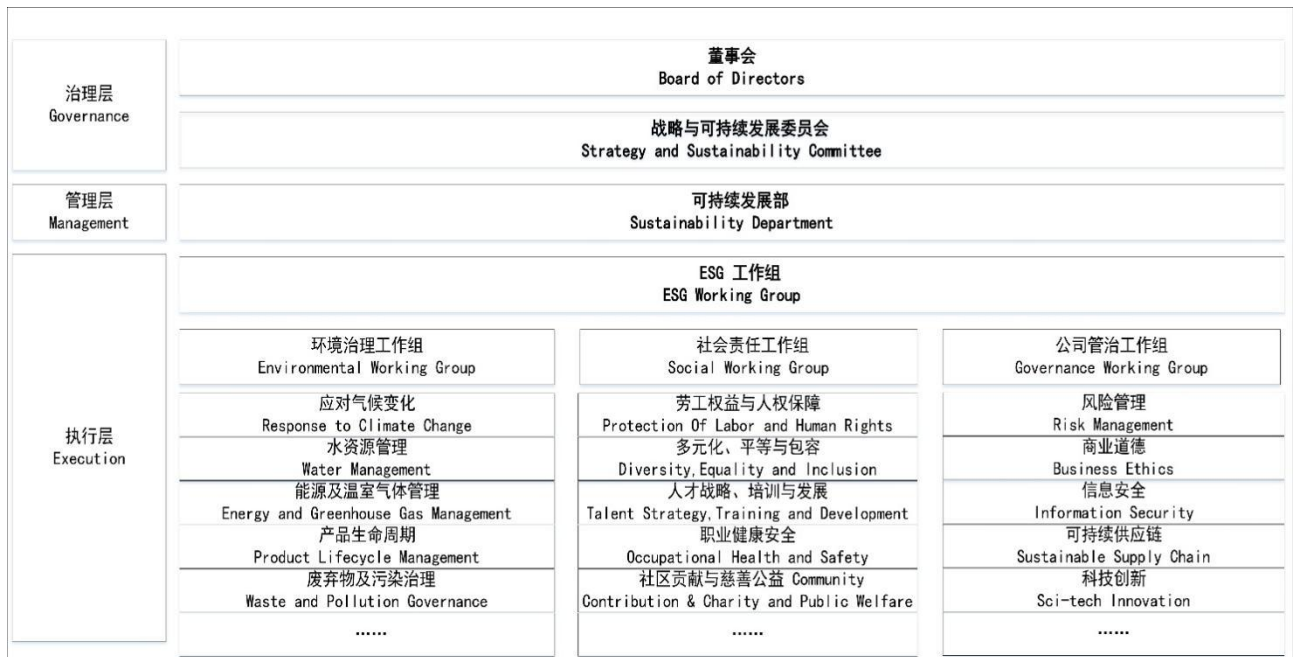 治理层
Governance
董事会
Board of Directors
战略与可持续发展委员会
Strategy and Sustainability Committee
管理层
Management
可持续发展部
Sustainability Department
执行层
Execution
ESG 工作组
ESG Working Group
环境治理工作组
Environmental Working Group
应对气候变化
Response to Climate Change
水资源管理
Water Management
能源及温室气体管理
Energy and Greenhouse Gas Management
产品生命周期
Product Lifecycle Management
废弃物及污染治理
Waste and Pollution Governance
......
社会责任工作组
Social Working Group
劳工权益与人权保障
Protection Of Labor and Human Rights
多元化、平等与包容
Diversity,Equality and Inclusion
人才战略、培训与发展
Talent Strategy,Training and Development
职业健康安全
Occupational Health and Safety
社区贡献与慈善公益 Community
Contribution & Charity and Public Welfare
......
公司管治工作组
Governance Working Group
风险管理
Risk Management
商业道德
Business Ethics
信息安全
Information Security
可持续供应链
Sustainable Supply Chain
科技创新
Sci-tech Innovation
......